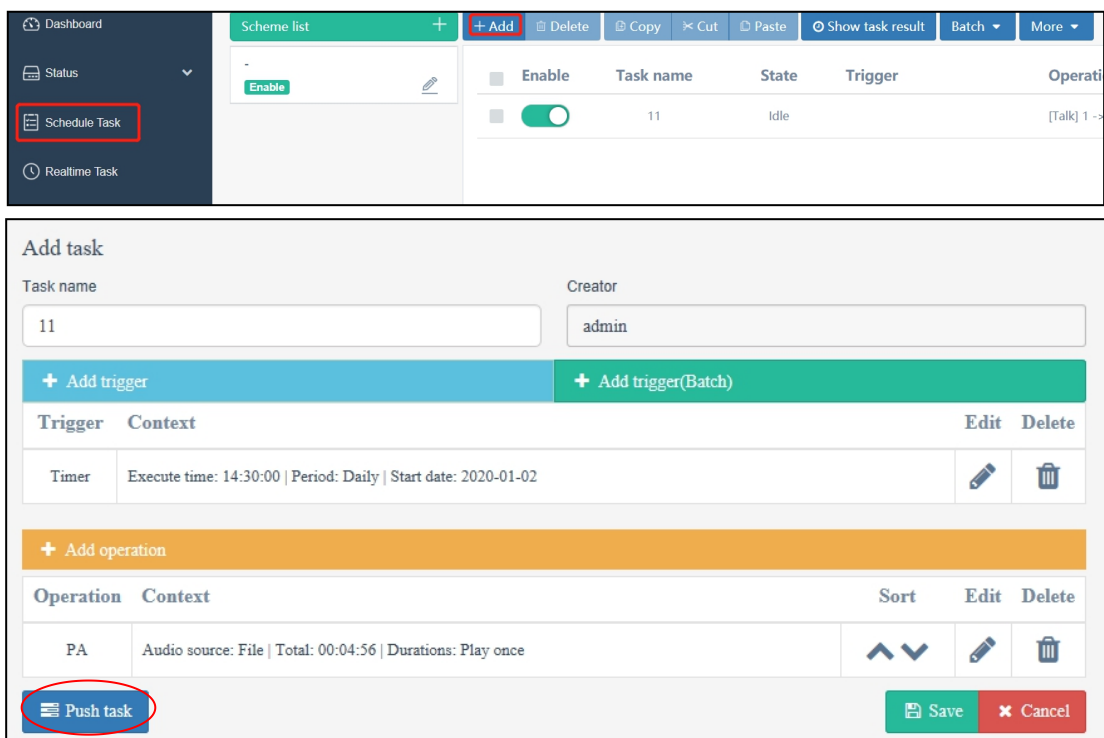 Dashboard
Status
Schedule Task
Realtime Task
Scheme list +
-
Enable
+ Add Delete Copy Cut Paste Show task result Batch More
Enable Task name State Trigger Operati
11 Idle [Talk] 1 ->
Add task
Task name Creator
11 admin
+ Add trigger + Add trigger(Batch)
Trigger Context Edit Delete
Timer Execute time: 14:30:00 | Period: Daily | Start date: 2020-01-02
+ Add operation
Operation Context Sort Edit Delete
PA Audio source: File | Total: 00:04:56 | Durations: Play once
Push task Save Cancel